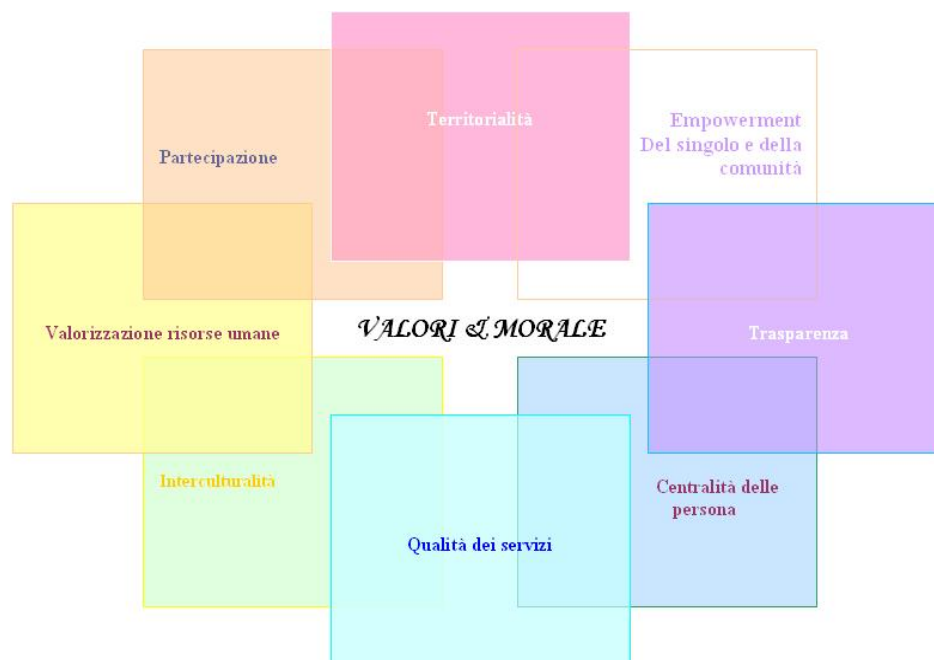 Territorialità
Empowerment
Del singolo e della
comunità
Partecipazione
Valorizzazione risorse umane
VALORI & MORALE
Trasparenza
Interculturalità
Centralità delle
persona
Qualità dei servizi